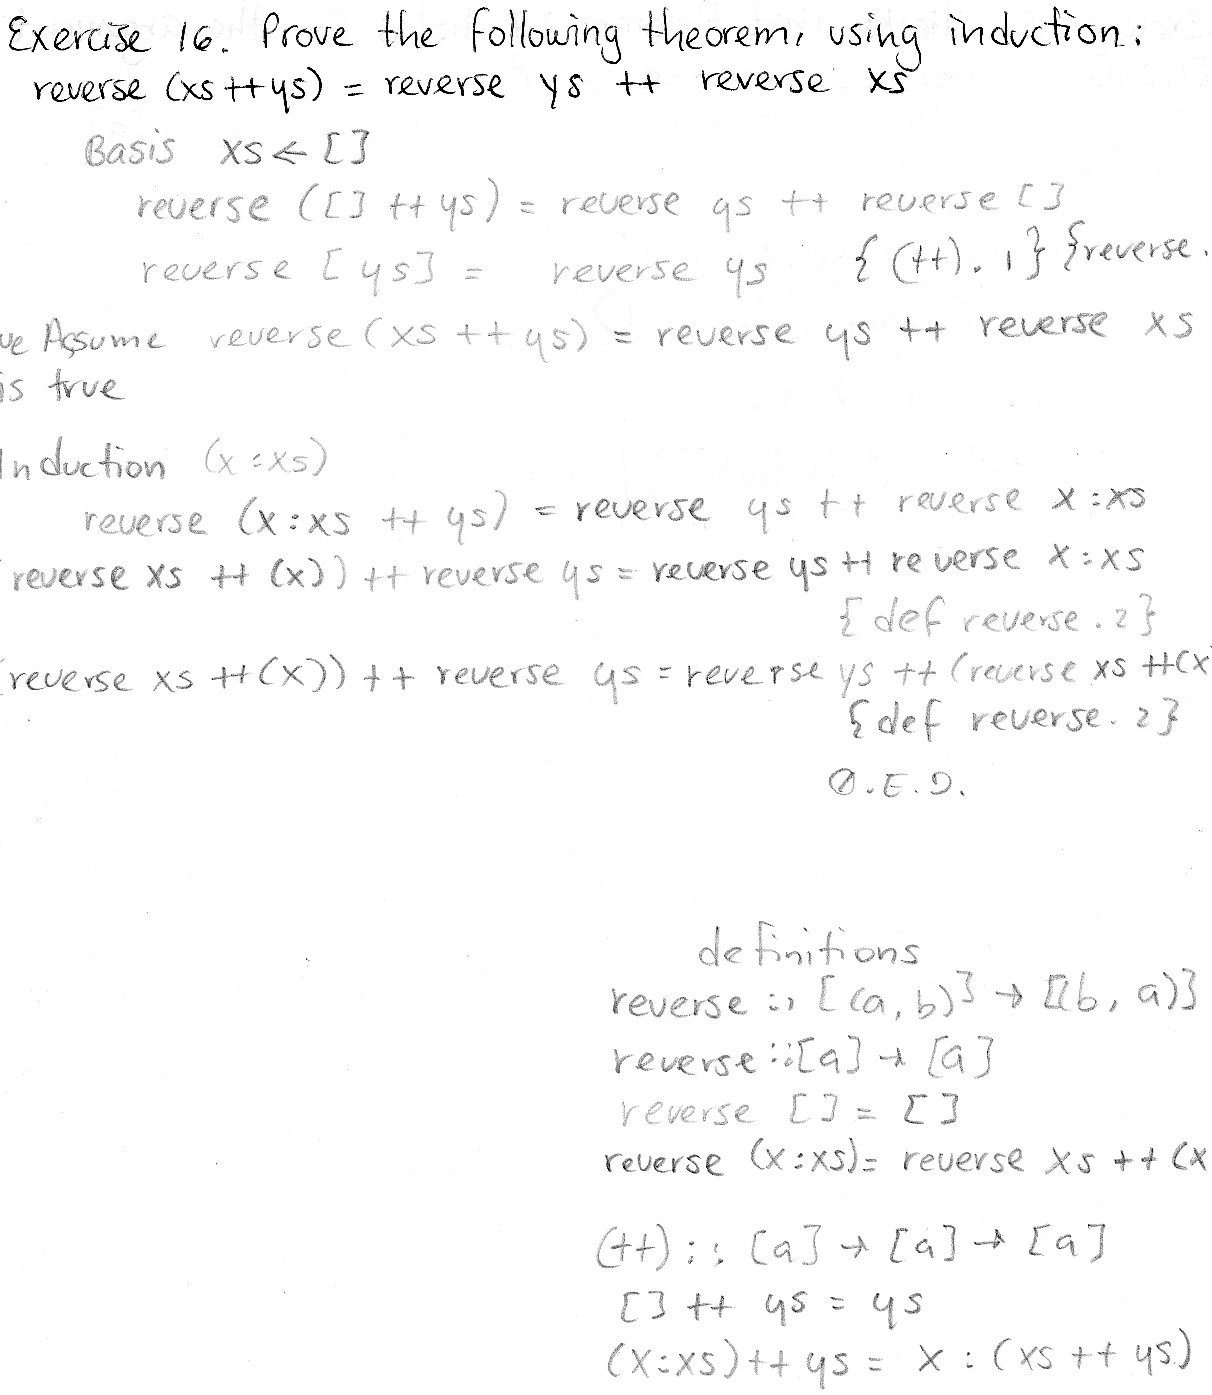 Exercise 16. Prove the following theorem, using induction:
reverse (xs ++ ys) = reverse ys ++ reverse xs
Basis xs ← []
reverse ([] ++ ys) = reverse ys ++ reverse []
reverse [ys] = reverse ys {(++).1} {reverse.
ve Assume reverse (xs ++ ys) = reverse ys ++ reverse xs
is true
Induction (x:xs)
reverse (x:xs ++ ys) = reverse ys ++ reverse x:xs
reverse xs ++ (x)) ++ reverse ys = reverse ys ++ reverse x:xs
{def reverse.2}
(reverse xs ++ (x)) ++ reverse ys = reverse ys ++ (reverse xs ++ (x
{def reverse.2}
Q.E.D.
definitions
reverse :: [(a,b)] → [(b,a)]
reverse :: [a] → [a]
reverse [] = []
reverse (x:xs) = reverse xs ++ (x
(++) :: [a] → [a] → [a]
[] ++ ys = ys
(x:xs) ++ ys = x : (xs ++ ys)